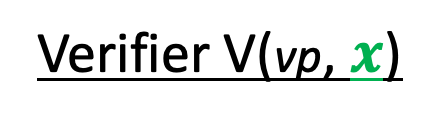 Verifier V(vp, x)